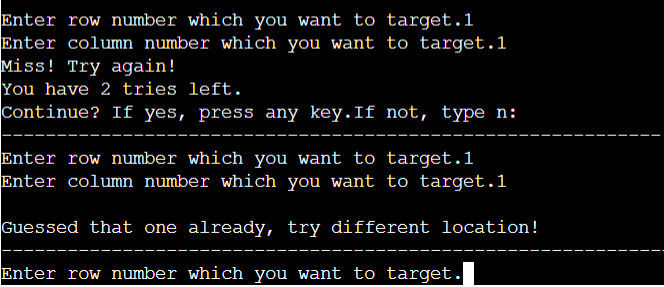 Enter row number which you want to target.1
Enter column number which you want to target.1
Miss! Try again!
You have 2 tries left.
Continue? If yes, press any key.If not, type n:
------------------------------------------------------------
Enter row number which you want to target.1
Enter column number which you want to target.1
Guessed that one already, try different location!
------------------------------------------------------------
Enter row number which you want to target.